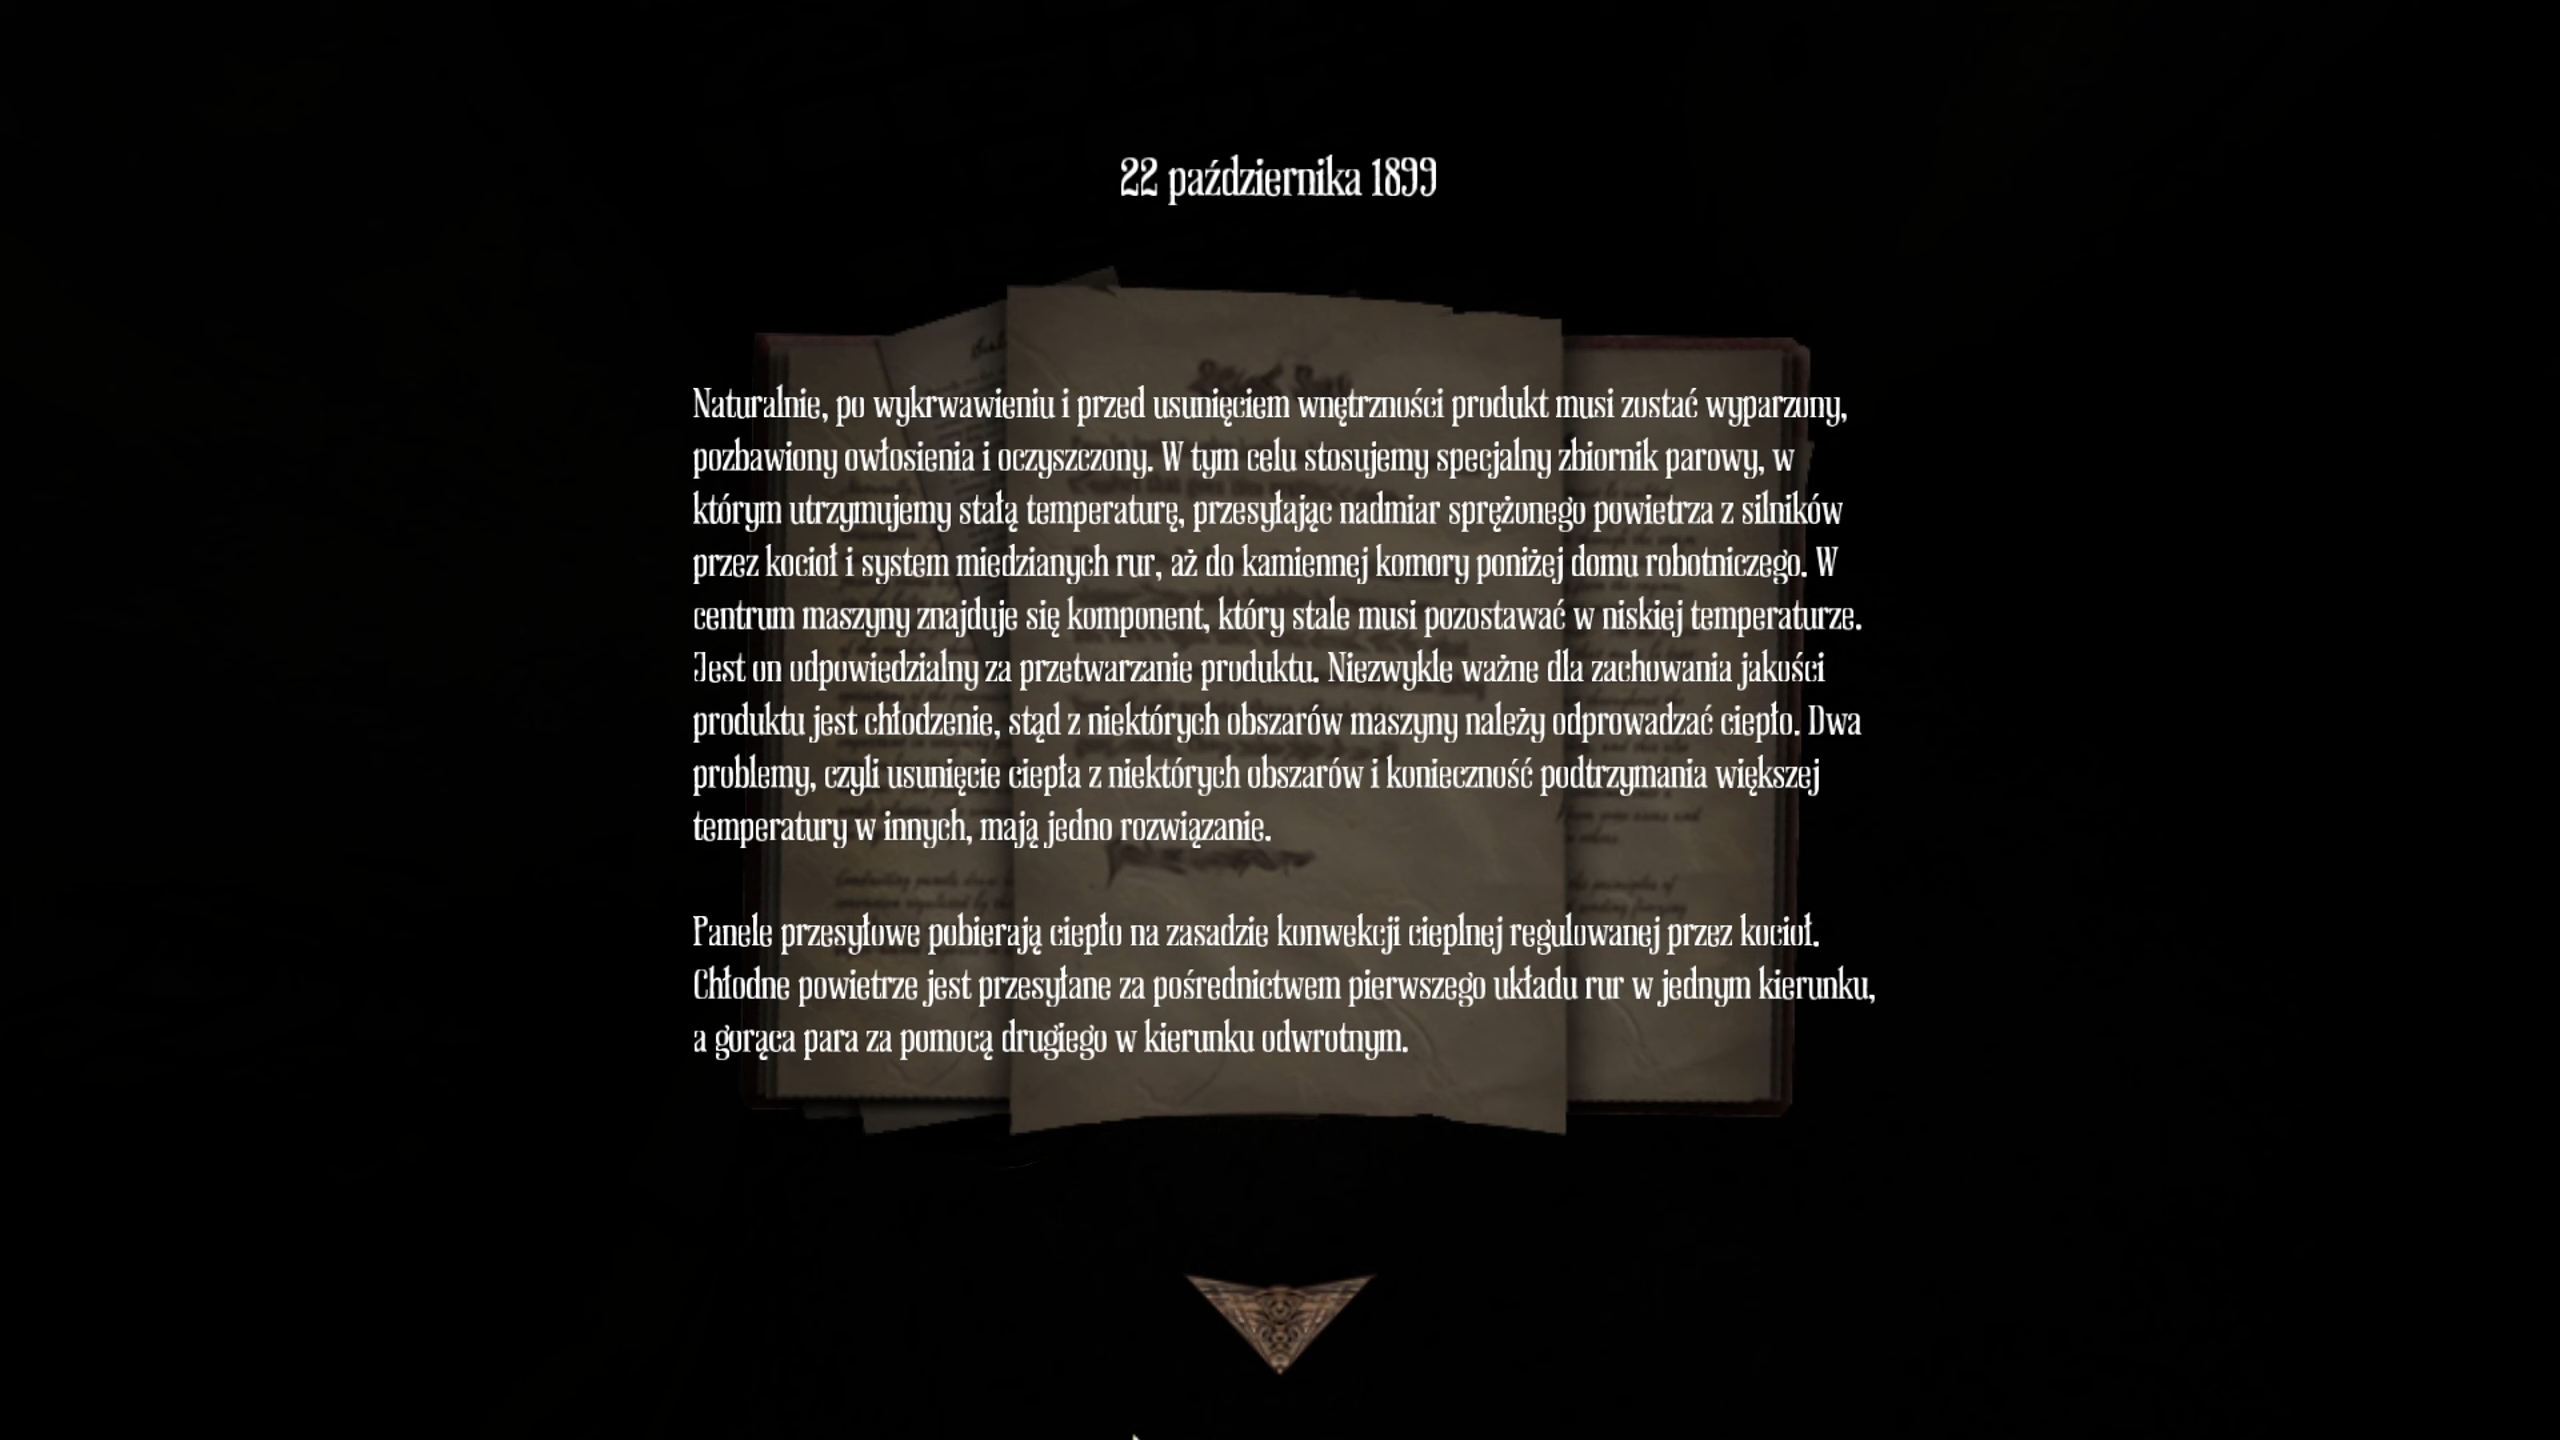 22 października 1899
Naturalnie, po wykrwawieniu i przed usunięciem wnętrzności produkt musi zostać wyparzony,
pozbawiony owłosienia i oczyszczony. W tym celu stosujemy specjalny zbiornik parowy, w
którym utrzymujemy stałą temperaturę, przesyłając nadmiar sprężonego powietrza z silników
przez kocioł i system miedzianych rur, aż do kamiennej komory poniżej domu robotniczego. W
centrum maszyny znajduje się komponent, który stale musi pozostawać w niskiej temperaturze.
Jest on odpowiedzialny za przetwarzanie produktu. Niezwykle ważne dla zachowania jakości
produktu jest chłodzenie, stąd z niektórych obszarów maszyny należy odprowadzać ciepło. Dwa
problemy, czyli usunięcie ciepła z niektórych obszarów i konieczność podtrzymania większej
temperatury w innych, mają jedno rozwiązanie.
Panele przesyłowe pobierają ciepło na zasadzie konwekcji cieplnej regulowanej przez kocioł.
Chłodne powietrze jest przesyłane za pośrednictwem pierwszego układu rur w jednym kierunku,
a gorąca para za pomocą drugiego w kierunku odwrotnym.